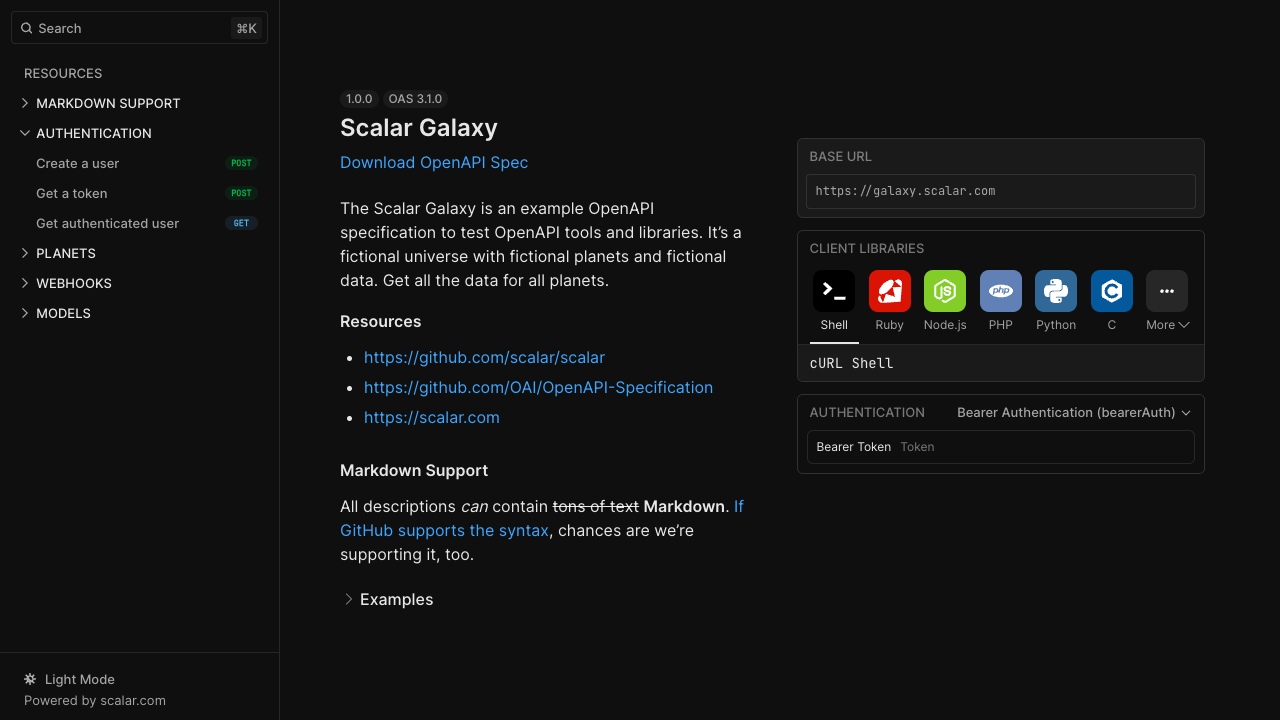 Search ⌘K
RESOURCES
MARKDOWN SUPPORT
AUTHENTICATION
Create a user POST
Get a token POST
Get authenticated user GET
PLANETS
WEBHOOKS
MODELS
Light Mode
Powered by scalar.com
1.0.0 OAS 3.1.0
Scalar Galaxy
Download OpenAPI Spec
The Scalar Galaxy is an example OpenAPI
specification to test OpenAPI tools and libraries. It’s a
fictional universe with fictional planets and fictional
data. Get all the data for all planets.
Resources
https://github.com/scalar/scalar
https://github.com/OAI/OpenAPI-Specification
https://scalar.com
Markdown Support
All descriptions can contain tons of text Markdown. If
GitHub supports the syntax, chances are we’re
supporting it, too.
Examples
BASE URL
https://galaxy.scalar.com
CLIENT LIBRARIES
Shell Ruby Node.js PHP Python C More
cURL Shell
AUTHENTICATION Bearer Authentication (bearerAuth)
Bearer Token Token